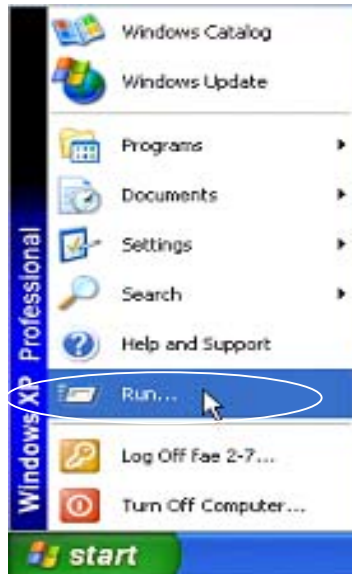 Windows Catalog
Windows Update
Programs
Documents
Settings
Search
Help and Support
Run...
Log Off Fae 2-7...
Turn Off Computer...
Windows XP Professional
start